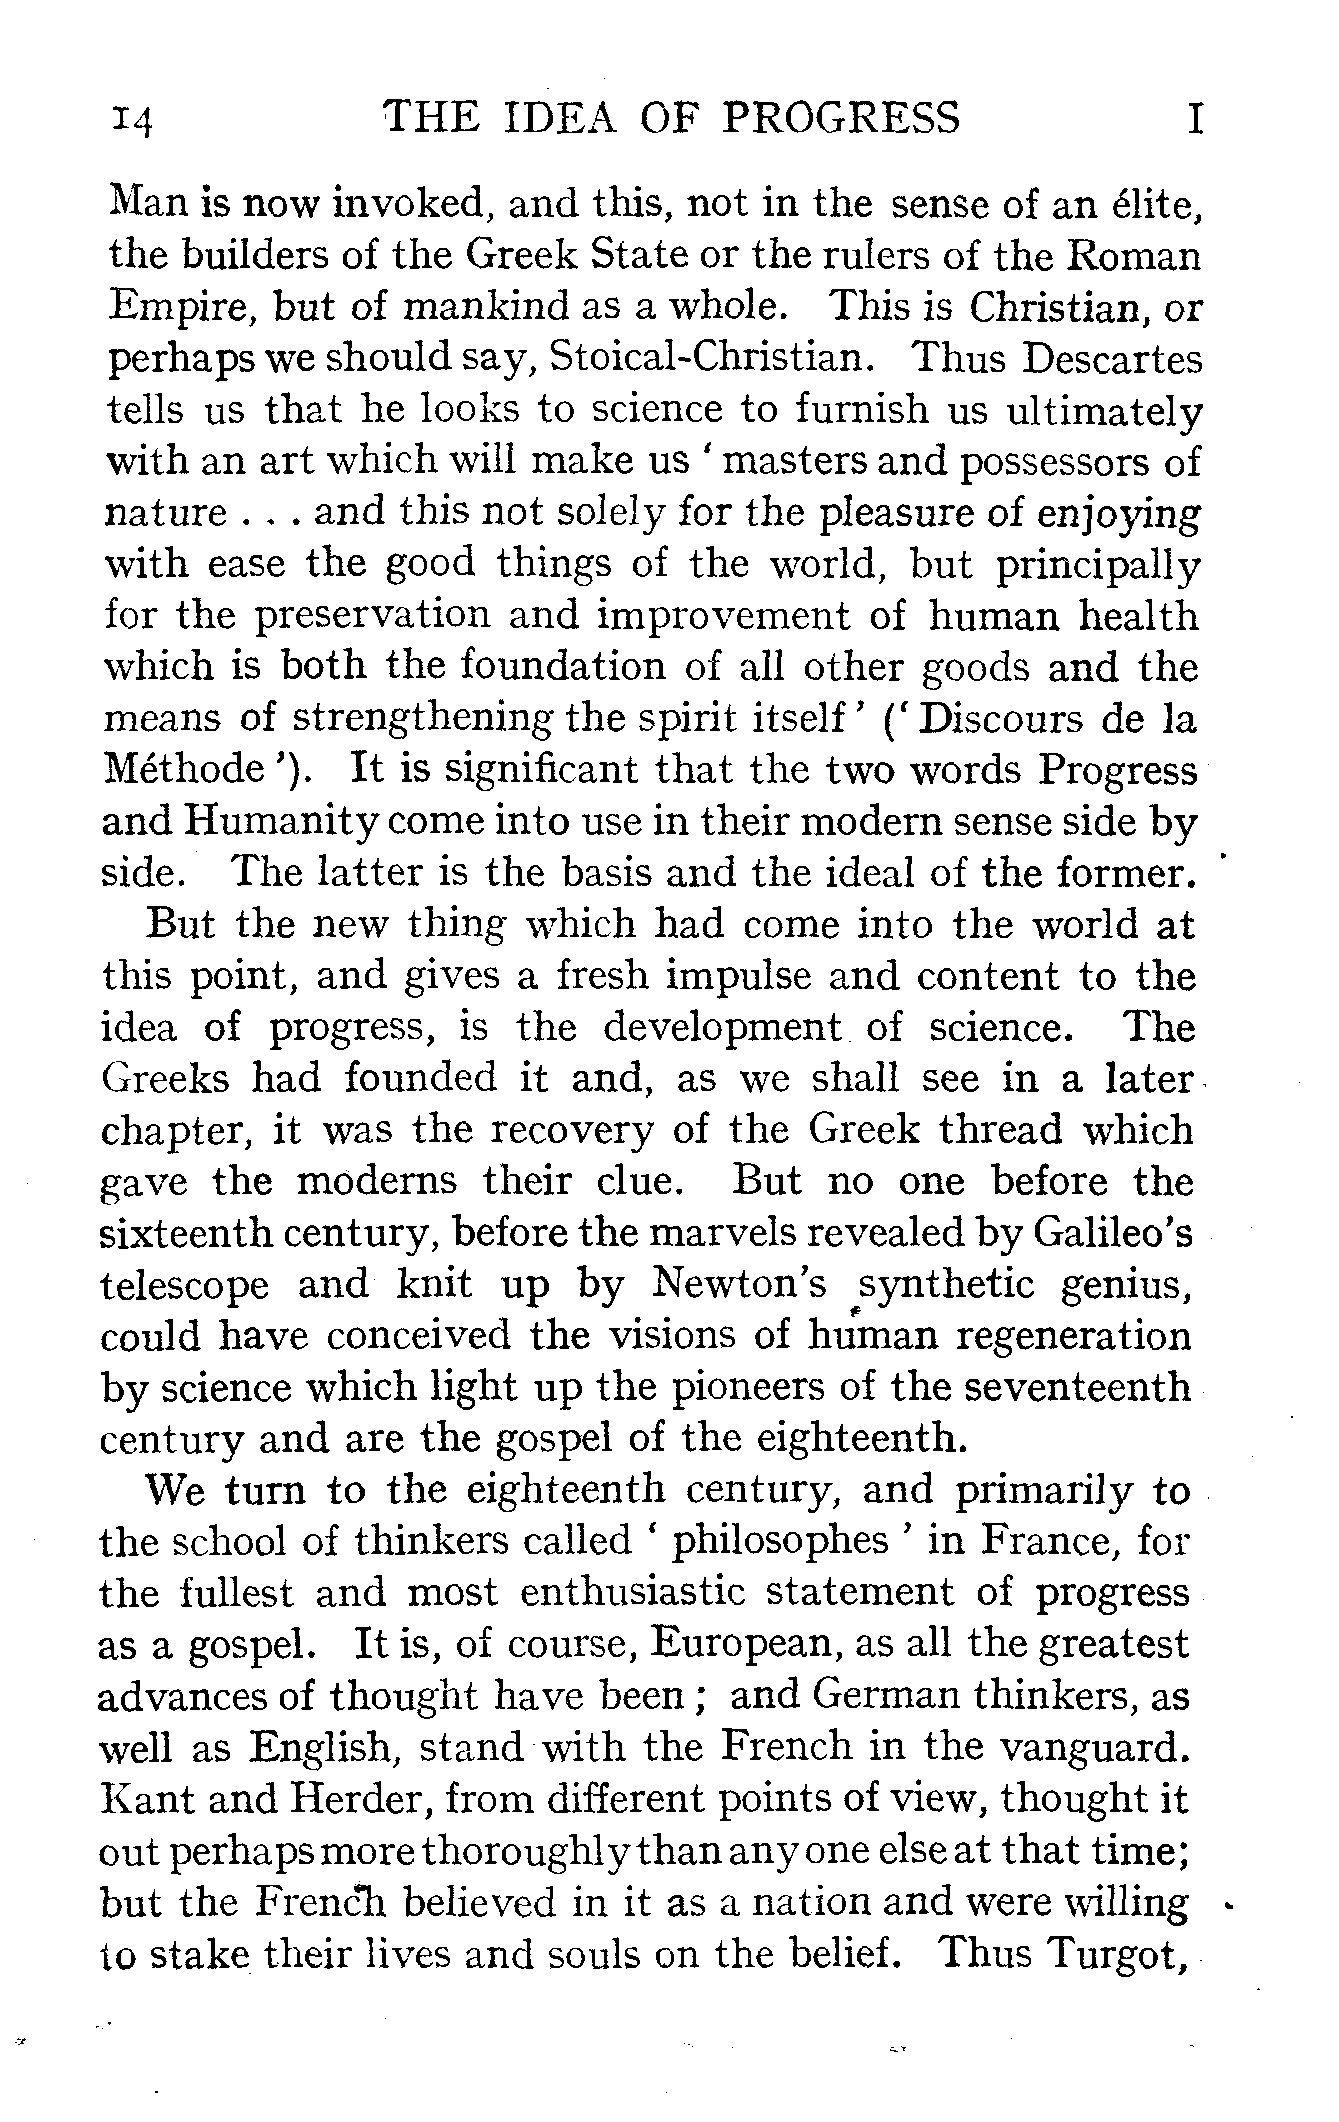 14 THE IDEA OF PROGRESS I
Man is now invoked, and this, not in the sense of an élite,
the builders of the Greek State or the rulers of the Roman
Empire, but of mankind as a whole. This is Christian, or
perhaps we should say, Stoical-Christian. Thus Descartes
tells us that he looks to science to furnish us ultimately
with an art which will make us ‘ masters and possessors of
nature . . . and this not solely for the pleasure of enjoying
with ease the good things of the world, but principally
for the preservation and improvement of human health
which is both the foundation of all other goods and the
means of strengthening the spirit itself ’ (‘ Discours de la
Méthode ’). It is significant that the two words Progress
and Humanity come into use in their modern sense side by
side. The latter is the basis and the ideal of the former.
But the new thing which had come into the world at
this point, and gives a fresh impulse and content to the
idea of progress, is the development of science. The
Greeks had founded it and, as we shall see in a later
chapter, it was the recovery of the Greek thread which
gave the moderns their clue. But no one before the
sixteenth century, before the marvels revealed by Galileo's
telescope and knit up by Newton's synthetic genius,
could have conceived the visions of human regeneration
by science which light up the pioneers of the seventeenth
century and are the gospel of the eighteenth.
We turn to the eighteenth century, and primarily to
the school of thinkers called ‘ philosophes ’ in France, for
the fullest and most enthusiastic statement of progress
as a gospel. It is, of course, European, as all the greatest
advances of thought have been ; and German thinkers, as
well as English, stand with the French in the vanguard.
Kant and Herder, from different points of view, thought it
out perhaps more thoroughly than any one else at that time;
but the French believed in it as a nation and were willing
to stake their lives and souls on the belief. Thus Turgot,